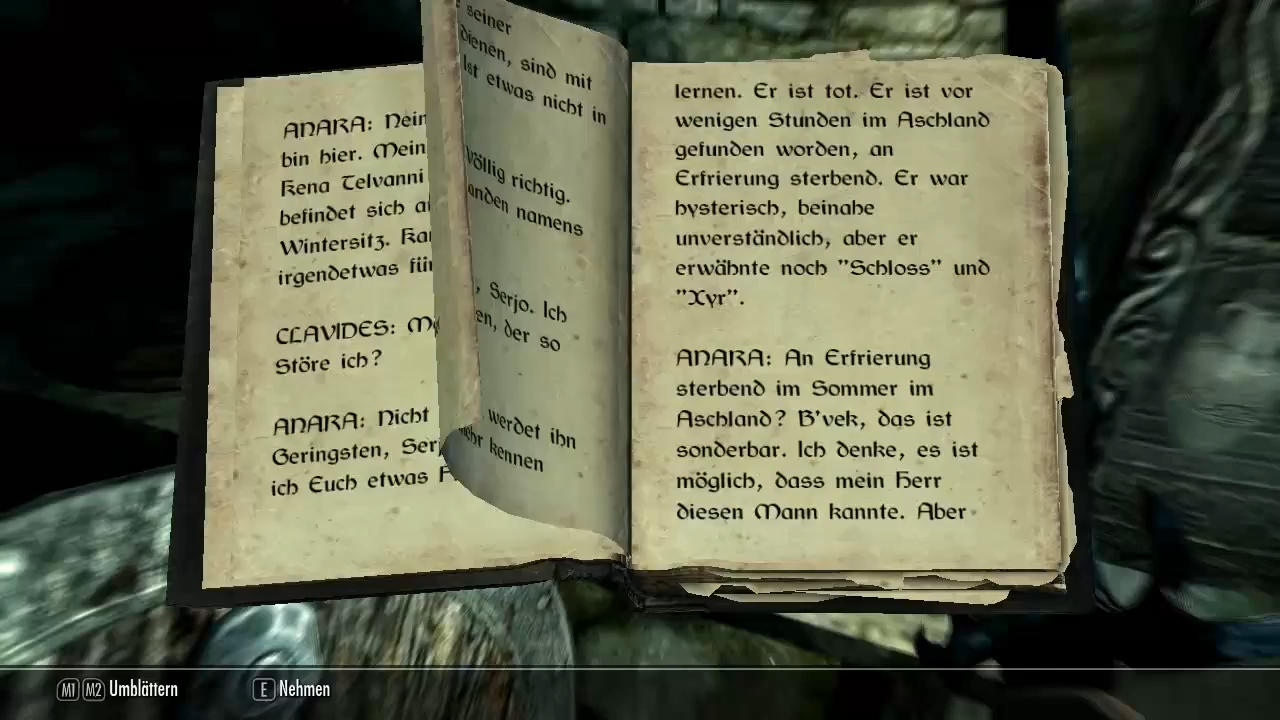 ANARA: Nein
bin hier. Mein
Herr Telvanni
befindet sich a
Wintersitz. Kan
irgendetwas für
CLAVIDES:
Störe ich?
ANARA: Nicht
Geringsten, Serj
ich Euch etwas
seiner
dienen, sind mit
Ist etwas nicht in
Völlig richtig.
anden namens
, Serjo. Ich
en, der so
werdet ihn
kennen
lernen. Er ist tot. Er ist vor
wenigen Stunden im Aschland
gefunden worden, an
Erfrierung sterbend. Er war
hysterisch, beinahe
unverständlich, aber er
erwähnte noch "Schloss" und
"Xyr".
ANARA: An Erfrierung
sterbend im Sommer im
Aschland? B'vek, das ist
sonderbar. Ich denke, es ist
möglich, dass mein Herr
diesen Mann kannte. Aber
M1 M2 Umblättern E Nehmen